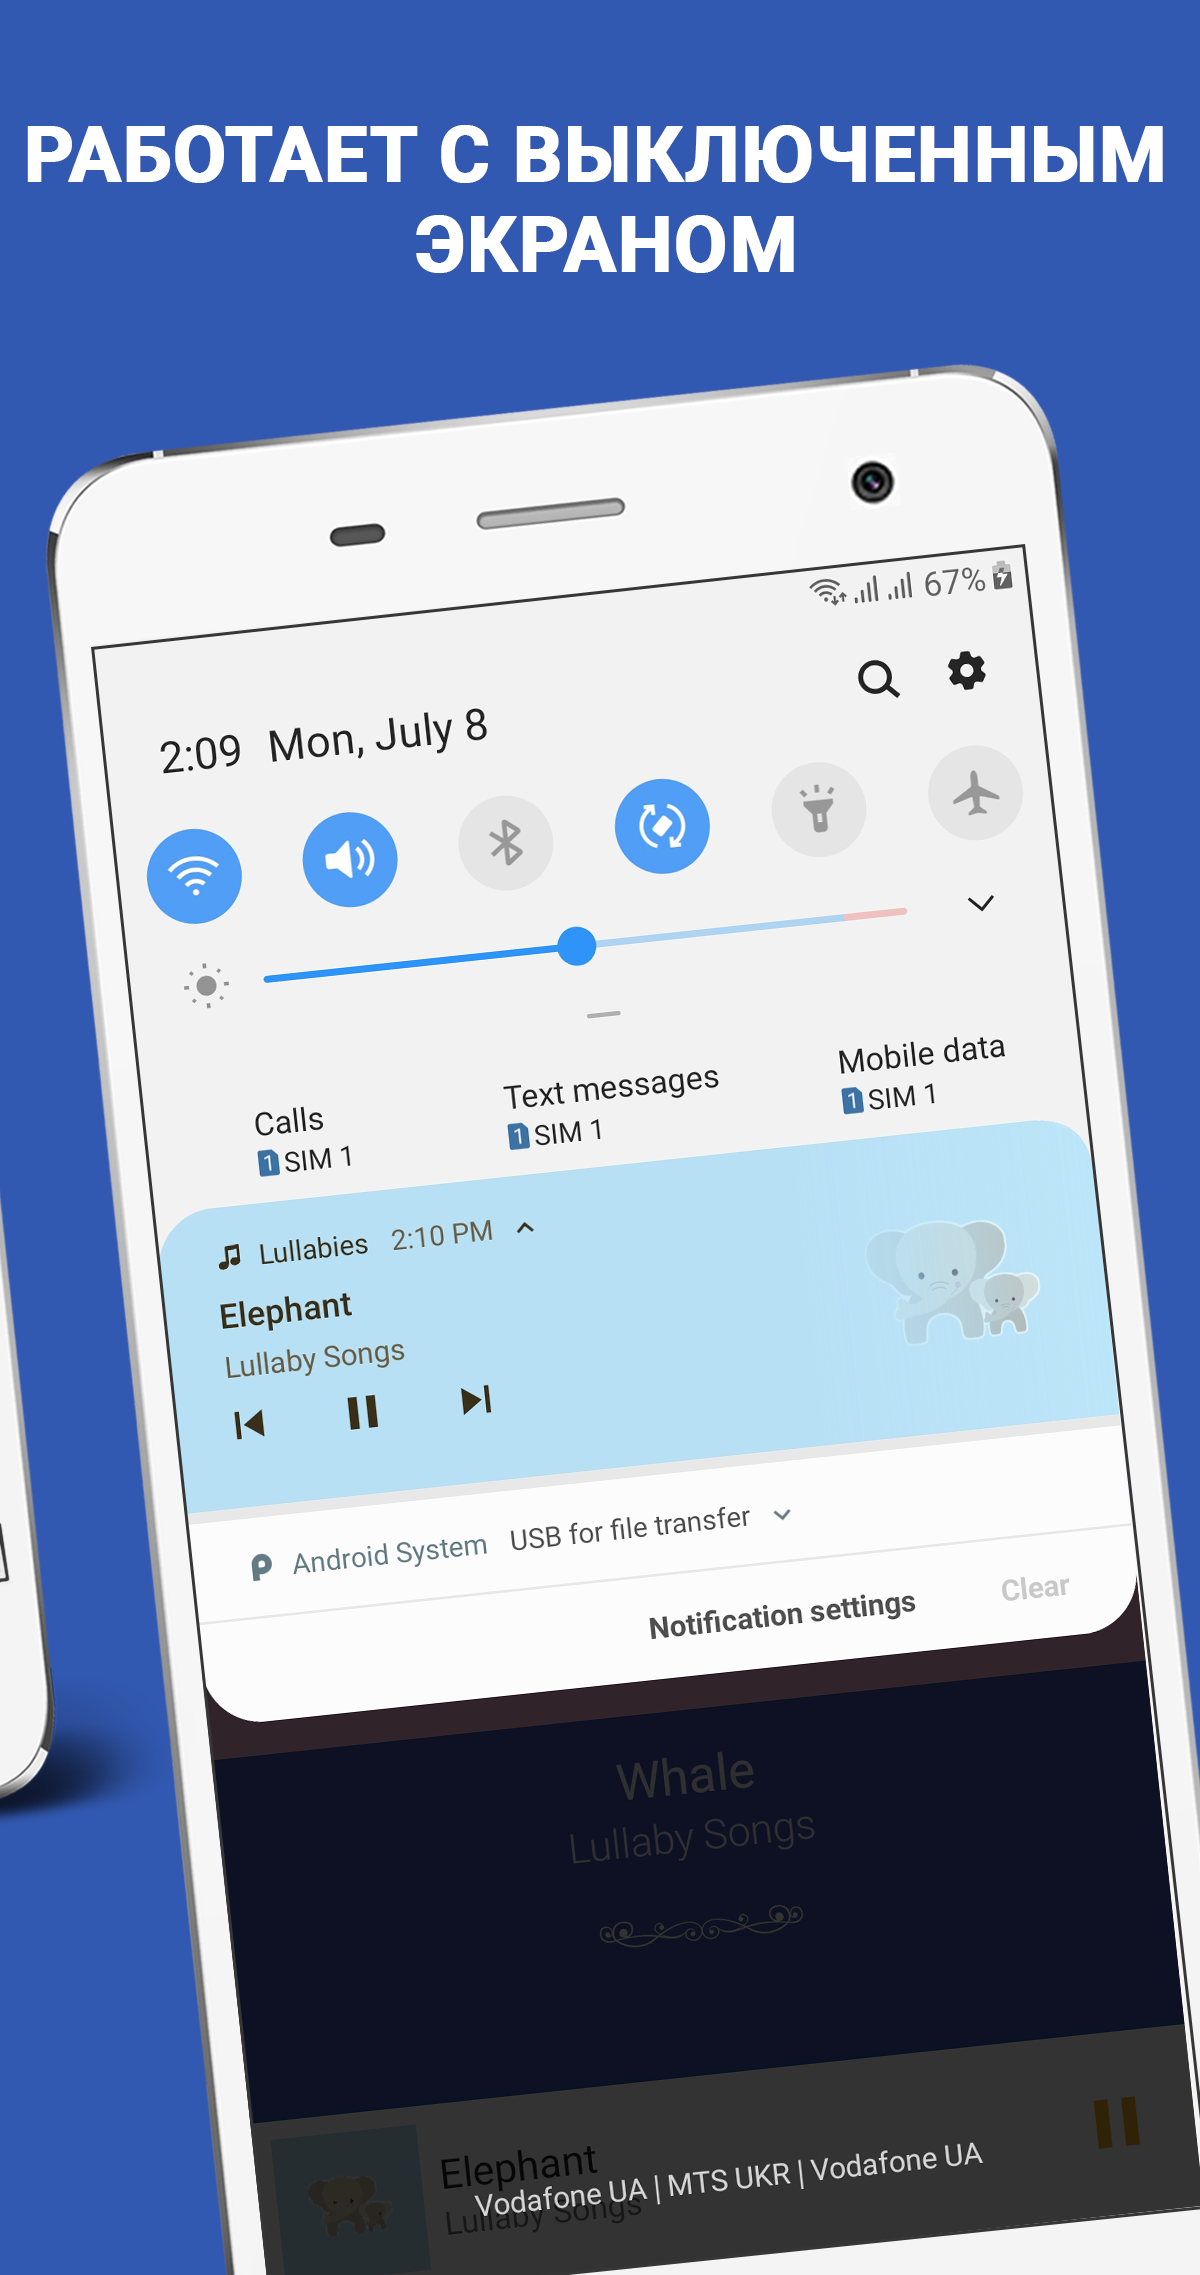 РАБОТАЕТ С ВЫКЛЮЧЕННЫМ
ЭКРАНОМ
67%
2:09 Mon, July 8
Calls
1 SIM 1
Text messages
1 SIM 1
Mobile data
1 SIM 1
Lullabies 2:10 PM
Elephant
Lullaby Songs
Android System USB for file transfer
Notification settings Clear
Whale
Lullaby Songs
Elephant
Vodafone UA | MTS UKR | Vodafone UA
Lullaby Songs